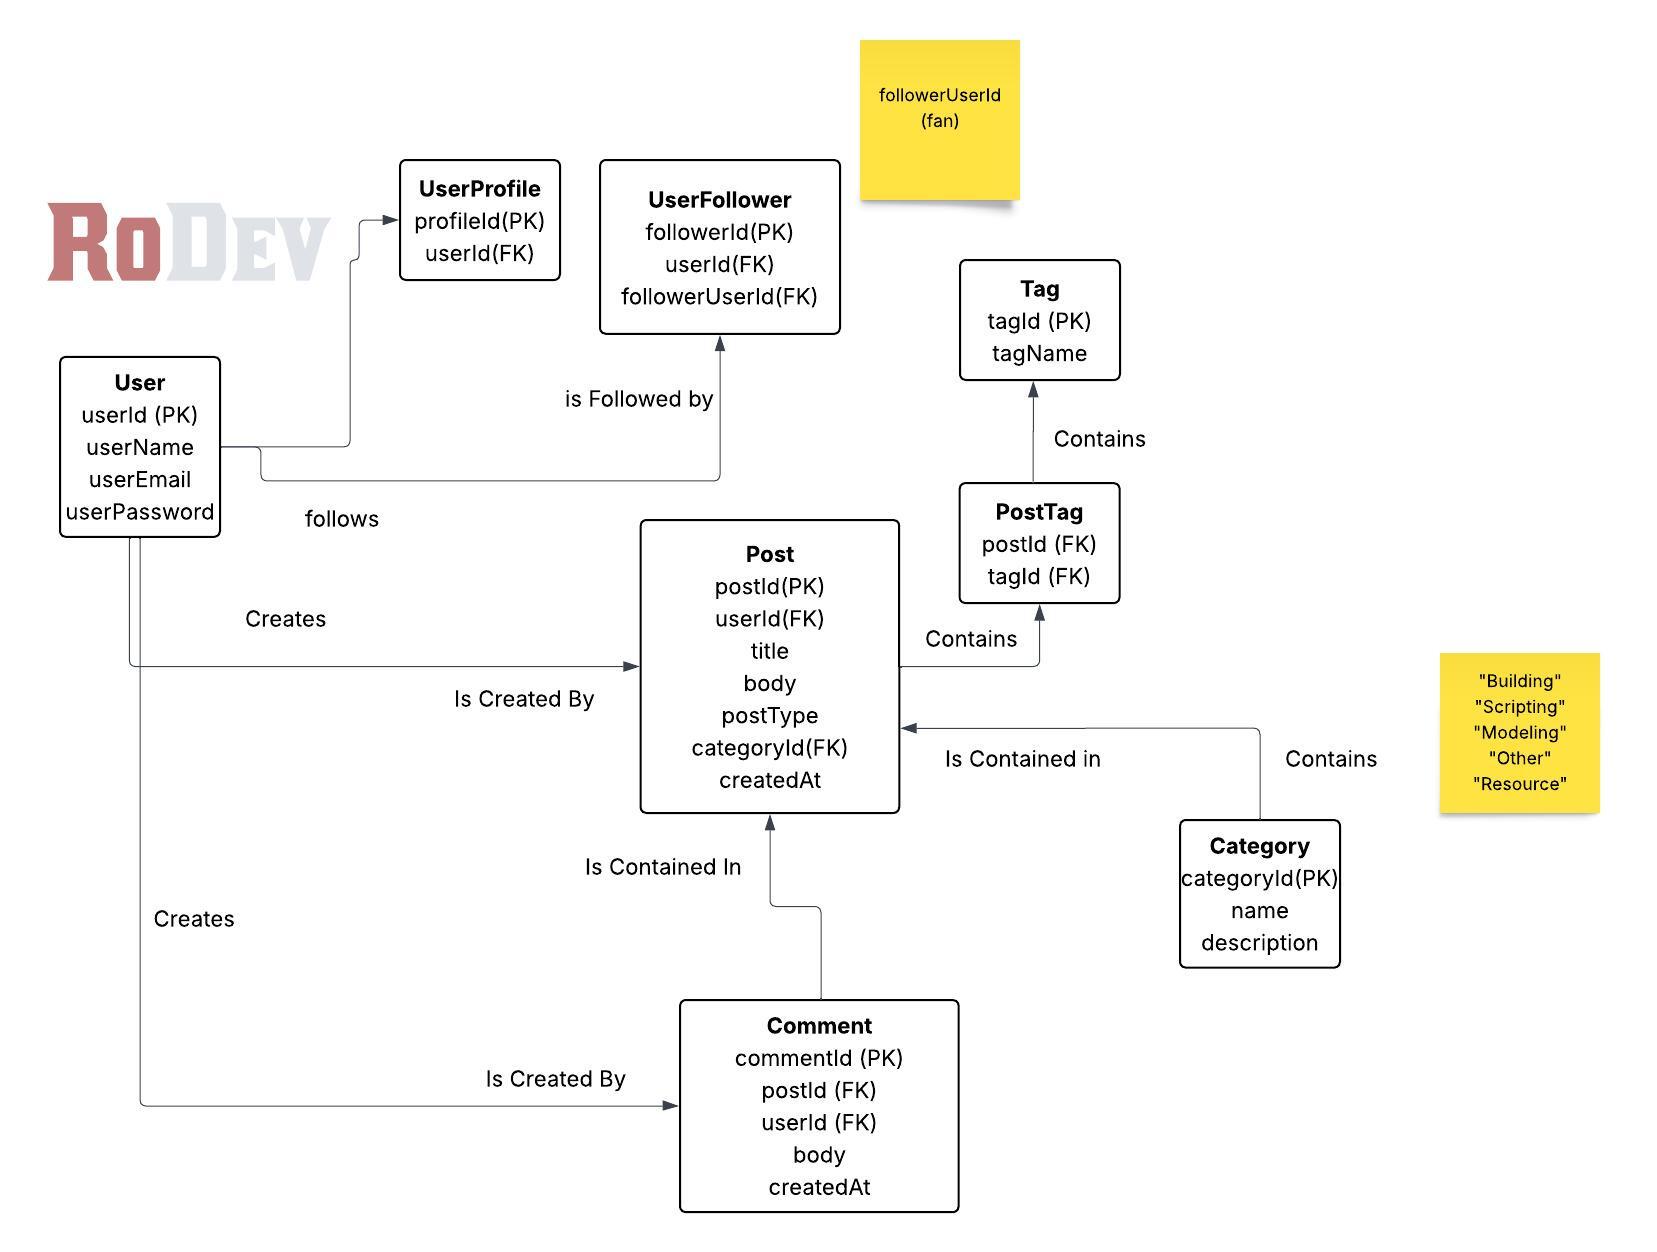 followerUserId
(fan)
RoDev
UserProfile
profileId(PK)
userId(FK)
UserFollower
followerId(PK)
userId(FK)
followerUserId(FK)
Tag
tagId (PK)
tagName
User
userId (PK)
userName
userEmail
userPassword
is Followed by
follows
Contains
PostTag
postId (FK)
tagId (FK)
Creates
Is Created By
Post
postId(PK)
userId(FK)
title
body
postType
categoryId(FK)
createdAt
Contains
Is Contained in
Contains
"Building"
"Scripting"
"Modeling"
"Other"
"Resource"
Category
categoryId(PK)
name
description
Is Contained In
Creates
Is Created By
Comment
commentId (PK)
postId (FK)
userId (FK)
body
createdAt